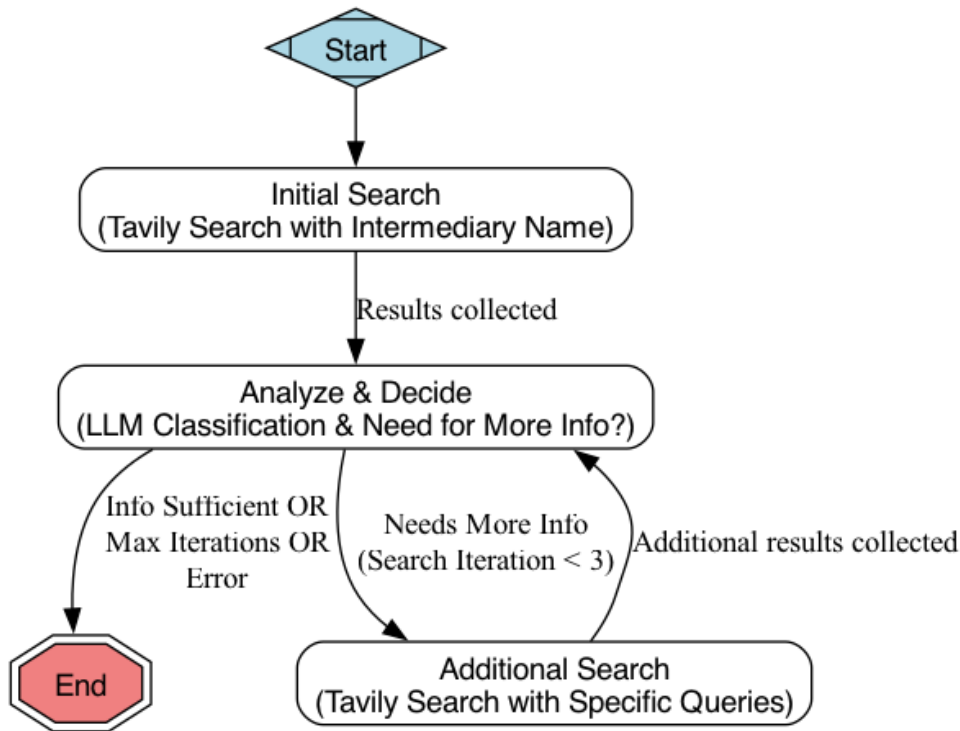 Start
Initial Search
(Tavily Search with Intermediary Name)
Results collected
Analyze & Decide
(LLM Classification & Need for More Info?)
Info Sufficient OR
Max Iterations OR
Error
Needs More Info
(Search Iteration < 3)
Additional results collected
End
Additional Search
(Tavily Search with Specific Queries)